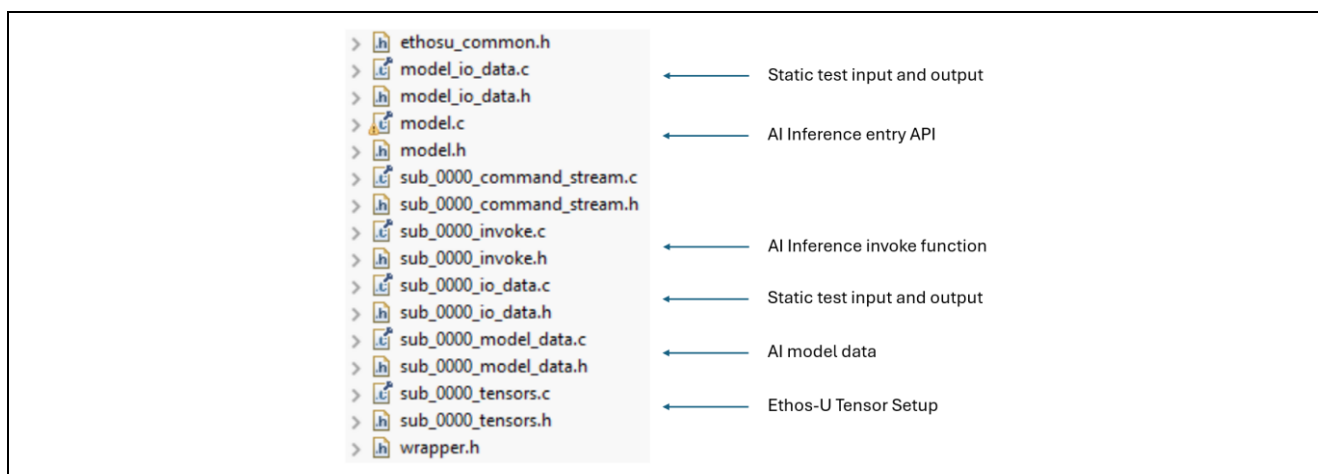 ethosu_common.h
model_io_data.c
Static test input and output
model_io_data.h
model.c
AI Inference entry API
model.h
sub_0000_command_stream.c
sub_0000_command_stream.h
sub_0000_invoke.c
AI Inference invoke function
sub_0000_invoke.h
sub_0000_io_data.c
Static test input and output
sub_0000_io_data.h
sub_0000_model_data.c
AI model data
sub_0000_model_data.h
sub_0000_tensors.c
Ethos-U Tensor Setup
sub_0000_tensors.h
wrapper.h